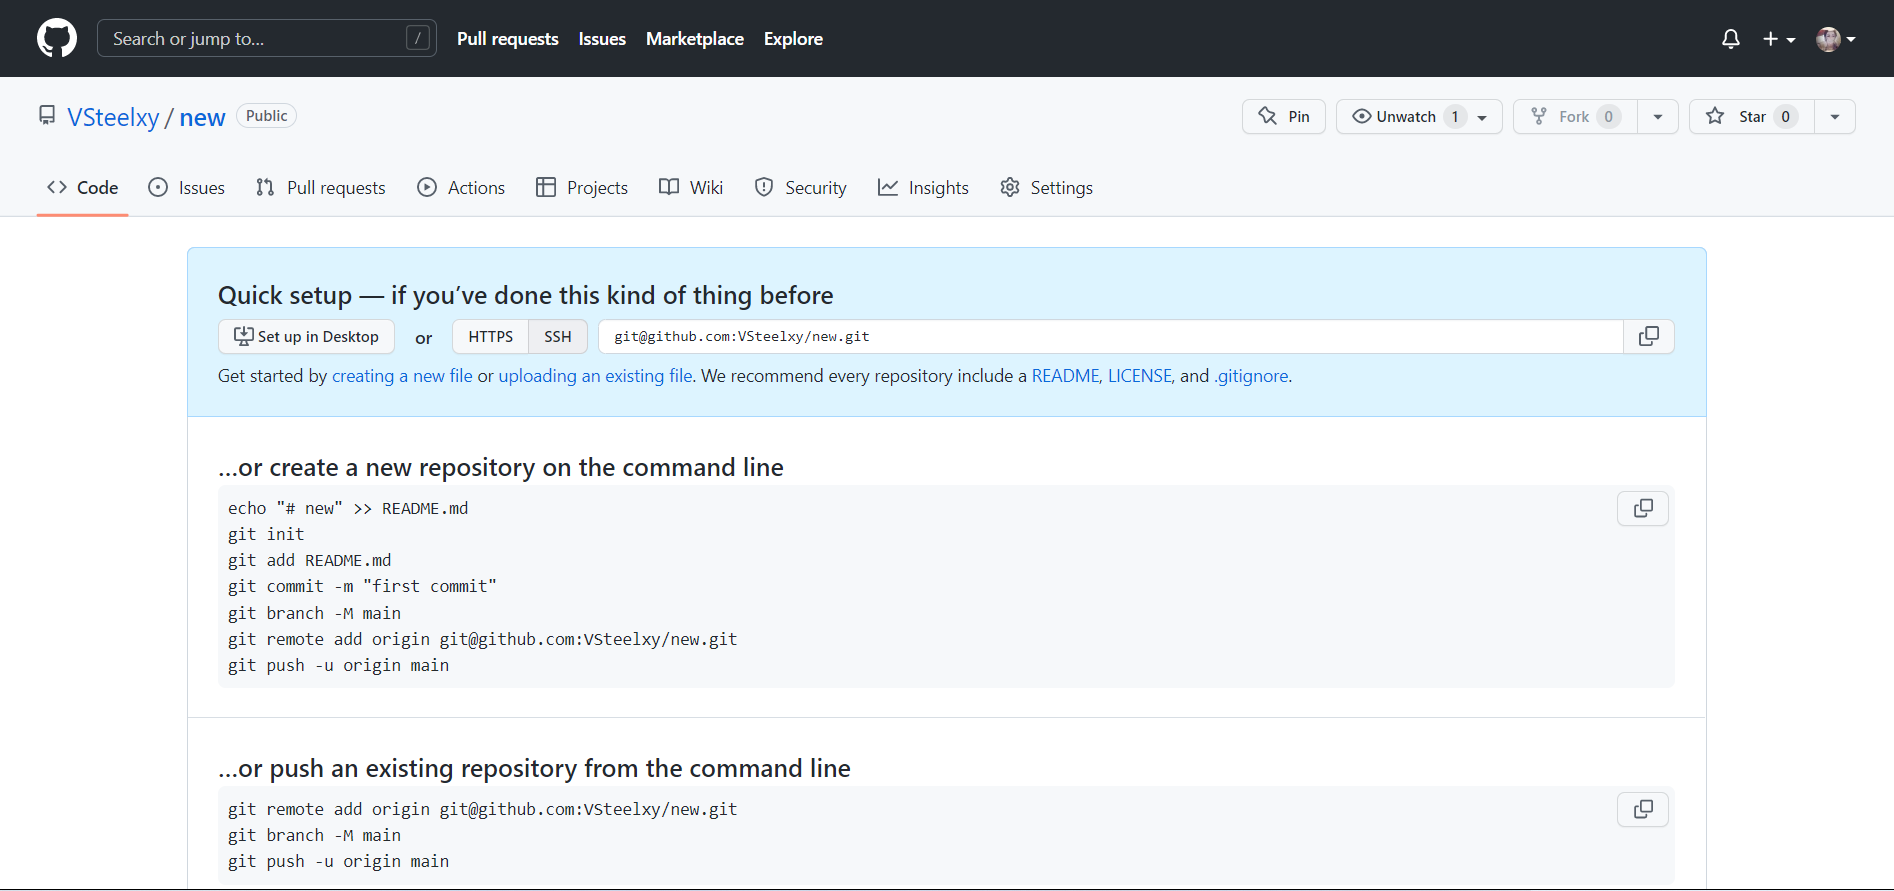 Search or jump to... /
Pull requests Issues Marketplace Explore
VSteelxy / new Public
Pin
Unwatch 1
Fork 0
Star 0
Code Issues Pull requests Actions Projects Wiki Security Insights Settings
Quick setup — if you’ve done this kind of thing before
Set up in Desktop or HTTPS SSH git@github.com:VSteelxy/new.git
Get started by creating a new file or uploading an existing file. We recommend every repository include a README, LICENSE, and .gitignore.
…or create a new repository on the command line
echo "# new" >> README.md
git init
git add README.md
git commit -m "first commit"
git branch -M main
git remote add origin git@github.com:VSteelxy/new.git
git push -u origin main
…or push an existing repository from the command line
git remote add origin git@github.com:VSteelxy/new.git
git branch -M main
git push -u origin main